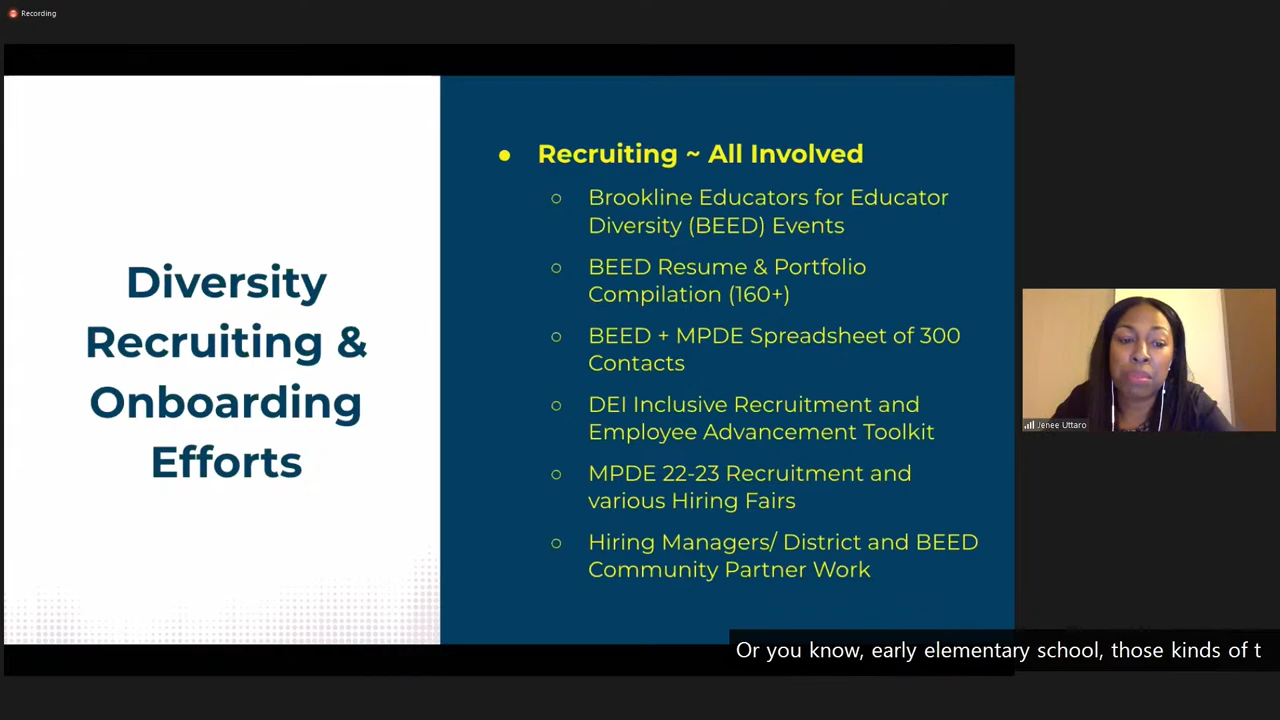 Recording
Diversity
Recruiting &
Onboarding
Efforts
● Recruiting ~ All Involved
○ Brookline Educators for Educator
Diversity (BEED) Events
○ BEED Resume & Portfolio
Compilation (160+)
○ BEED + MPDE Spreadsheet of 300
Contacts
○ DEI Inclusive Recruitment and
Employee Advancement Toolkit
○ MPDE 22-23 Recruitment and
various Hiring Fairs
○ Hiring Managers/ District and BEED
Community Partner Work
Jenee Uttaro
Or you know, early elementary school, those kinds of t